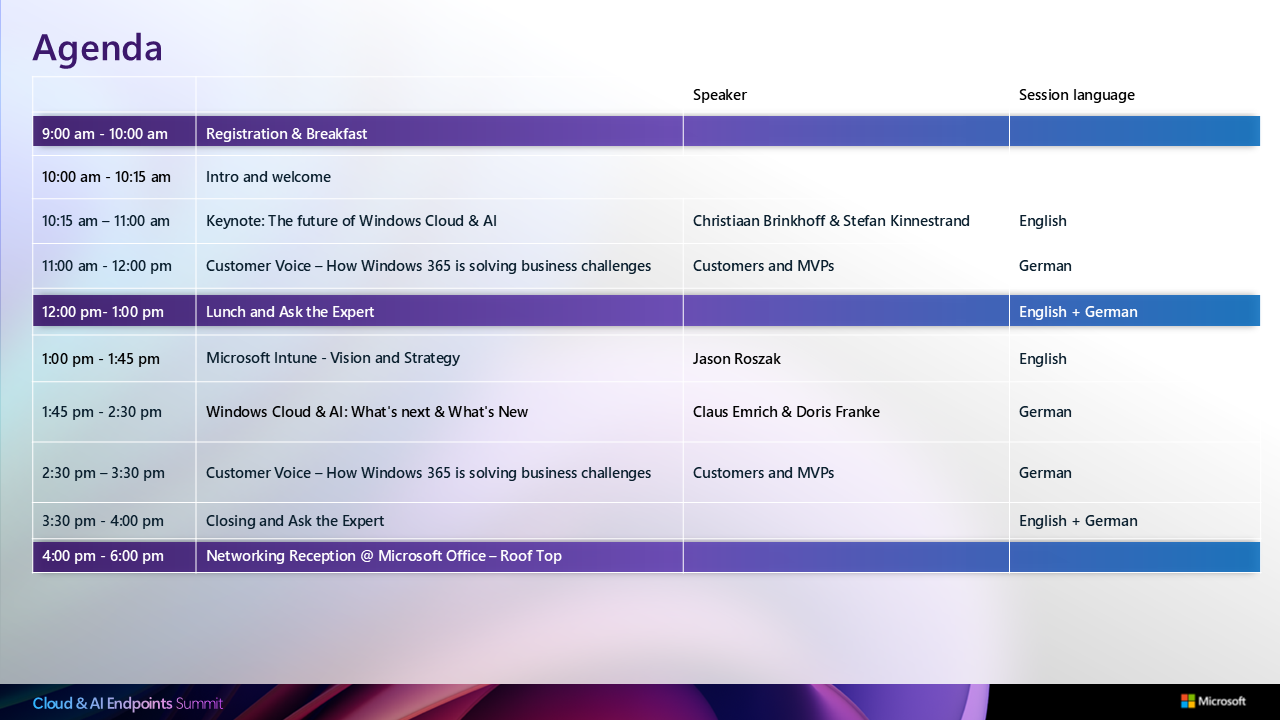 Agenda
Speaker Session language
9:00 am - 10:00 am Registration & Breakfast
10:00 am - 10:15 am Intro and welcome
10:15 am – 11:00 am Keynote: The future of Windows Cloud & AI Christiaan Brinkhoff & Stefan Kinnestrand English
11:00 am - 12:00 pm Customer Voice – How Windows 365 is solving business challenges Customers and MVPs German
12:00 pm- 1:00 pm Lunch and Ask the Expert English + German
1:00 pm - 1:45 pm Microsoft Intune - Vision and Strategy Jason Roszak English
1:45 pm - 2:30 pm Windows Cloud & AI: What's next & What's New Claus Emrich & Doris Franke German
2:30 pm – 3:30 pm Customer Voice – How Windows 365 is solving business challenges Customers and MVPs German
3:30 pm - 4:00 pm Closing and Ask the Expert English + German
4:00 pm - 6:00 pm Networking Reception @ Microsoft Office – Roof Top
Cloud & AI Endpoints Summit Microsoft